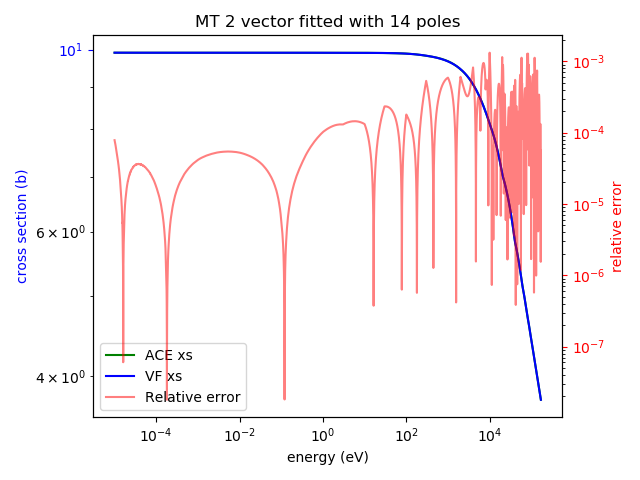 MT 2 vector fitted with 14 poles
10^1
6 × 10^0
4 × 10^0
cross section (b)
10^-3
10^-4
10^-5
10^-6
10^-7
relative error
ACE xs
VF xs
Relative error
10^-4 10^-2 10^0 10^2 10^4
energy (eV)